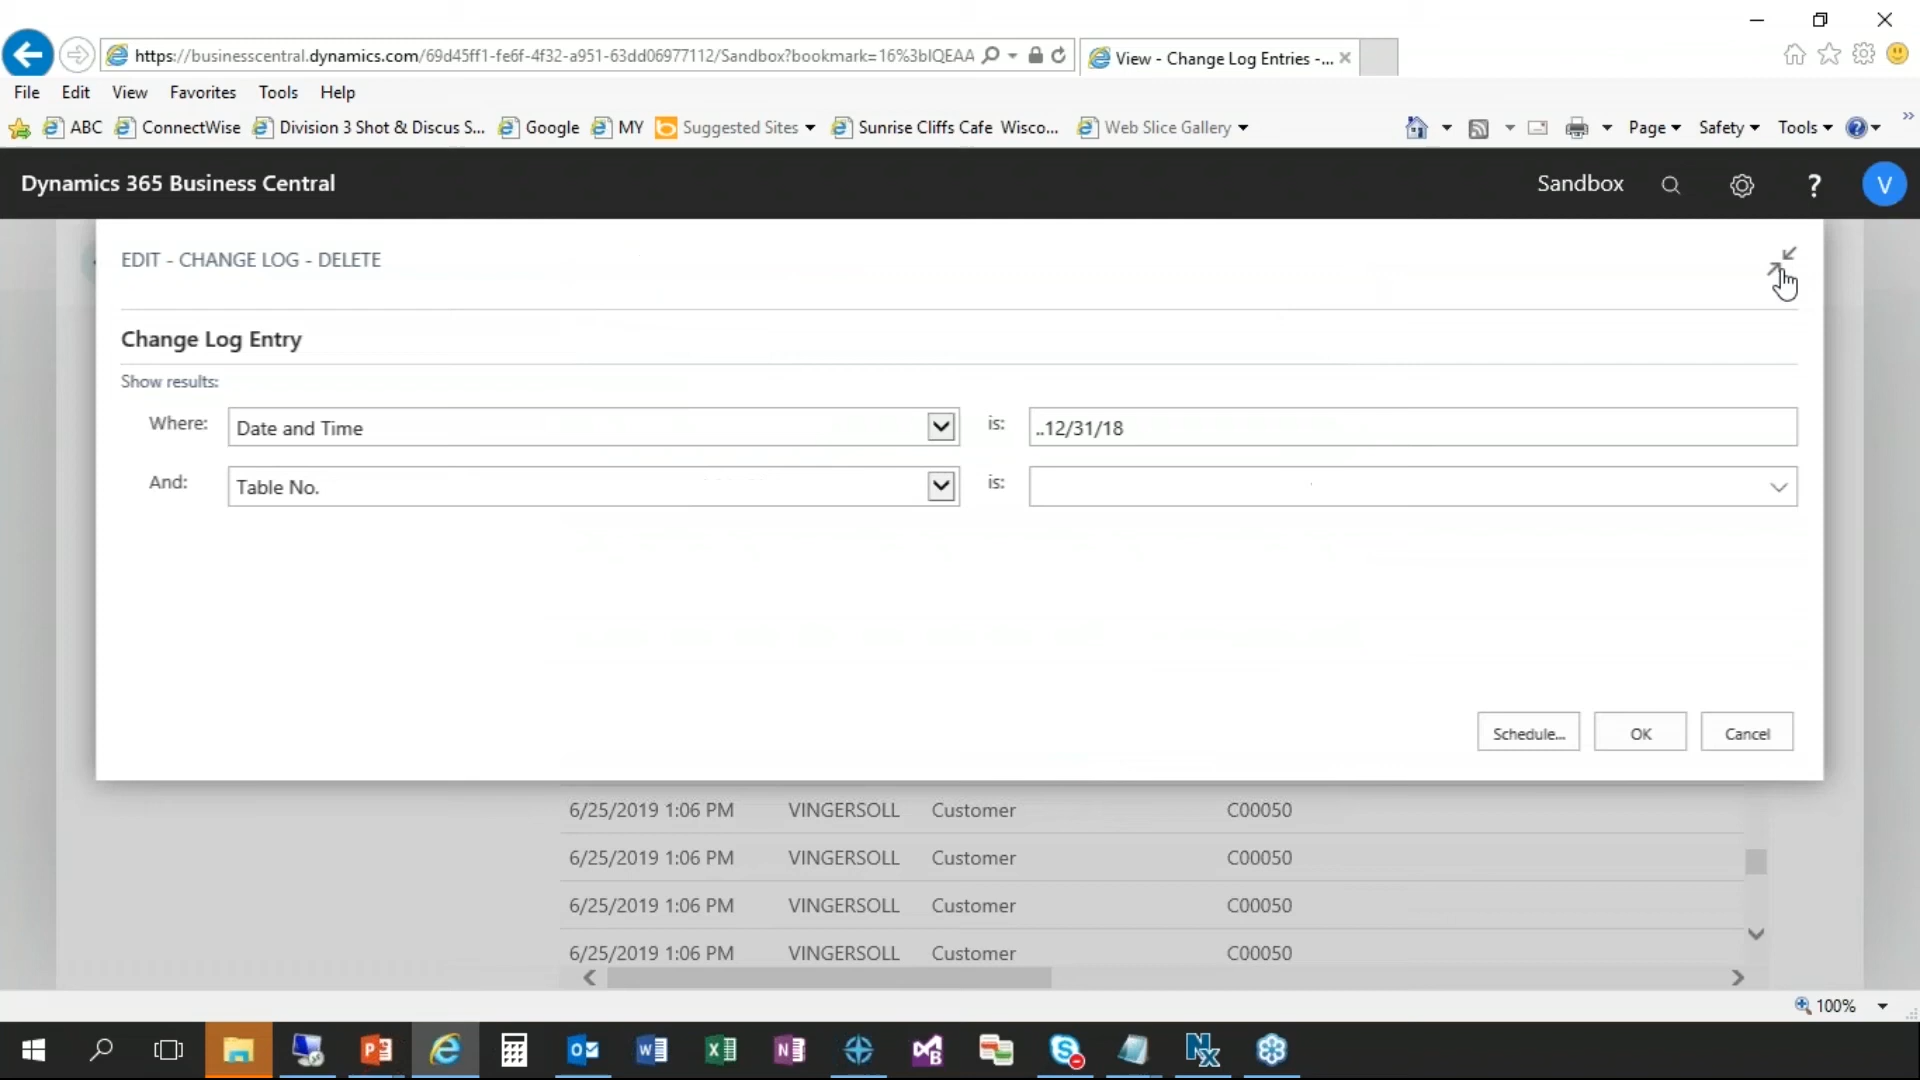 https://businesscentral.dynamics.com/69d45ff1-fe6f-4f32-a951-63dd06977112/Sandbox?bookmark=16%3bIQEAA
View - Change Log Entries -...
File Edit View Favorites Tools Help
ABC ConnectWise Division 3 Shot & Discus S... Google MY Suggested Sites Sunrise Cliffs Cafe Wisco... Web Slice Gallery Page Safety Tools
Dynamics 365 Business Central Sandbox ? V
EDIT - CHANGE LOG - DELETE
Change Log Entry
Show results:
Where: Date and Time is: ..12/31/18
And: Table No. is:
Schedule... OK Cancel
6/25/2019 1:06 PM VINGERSOLL Customer C00050
6/25/2019 1:06 PM VINGERSOLL Customer C00050
6/25/2019 1:06 PM VINGERSOLL Customer C00050
6/25/2019 1:06 PM VINGERSOLL Customer C00050
100%